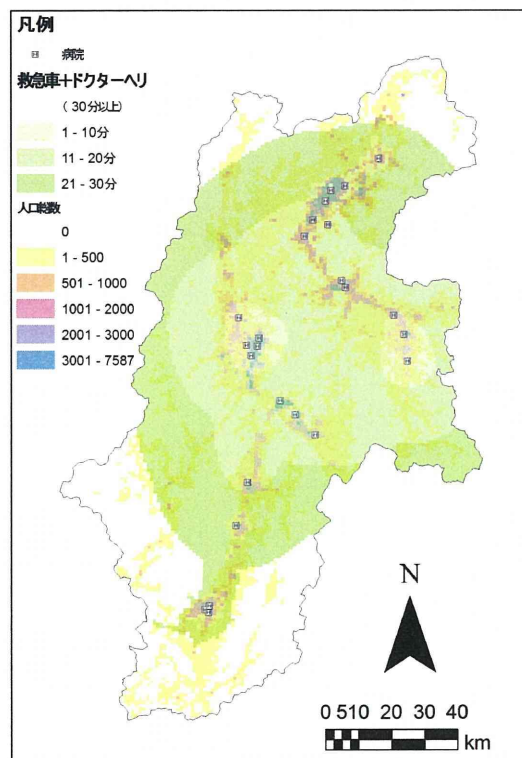 凡例
病院
救急車+ドクターヘリ
(30分以上)
1 - 10分
11 - 20分
21 - 30分
人口総数
0
1 - 500
501 - 1000
1001 - 2000
2001 - 3000
3001 - 7587
N
0 5 10 20 30 40
km